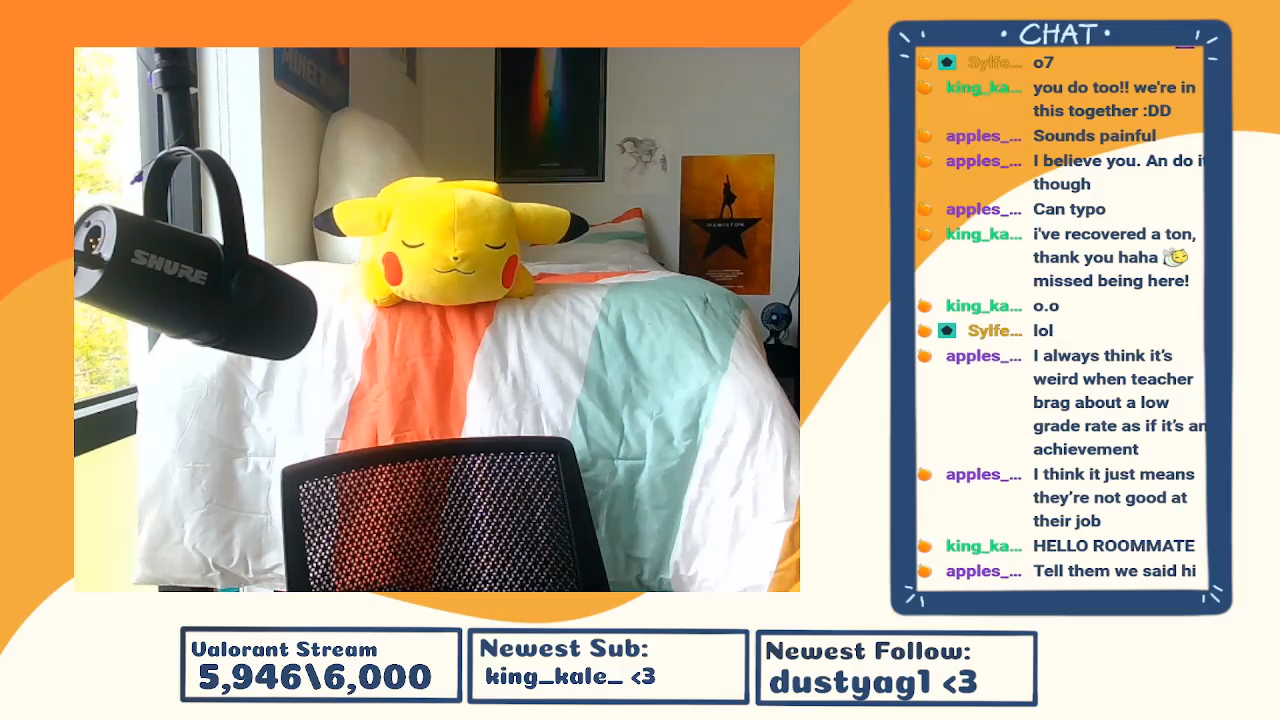 MINECRAFT
HAMILTON
SHURE
• CHAT •
Sylfe... o7
king_ka... you do too!! we're in
this together :DD
apples_... Sounds painful
apples_... I believe you. An do it
though
apples_... Can typo
king_ka... i've recovered a ton,
thank you haha
missed being here!
king_ka... o.o
Sylfe... lol
apples_... I always think it’s
weird when teacher
brag about a low
grade rate as if it’s an
achievement
apples_... I think it just means
they’re not good at
their job
king_ka... HELLO ROOMMATE
apples_... Tell them we said hi
Valorant Stream
5,946\6,000
Newest Sub:
king_kale_ <3
Newest Follow:
dustyag1 <3